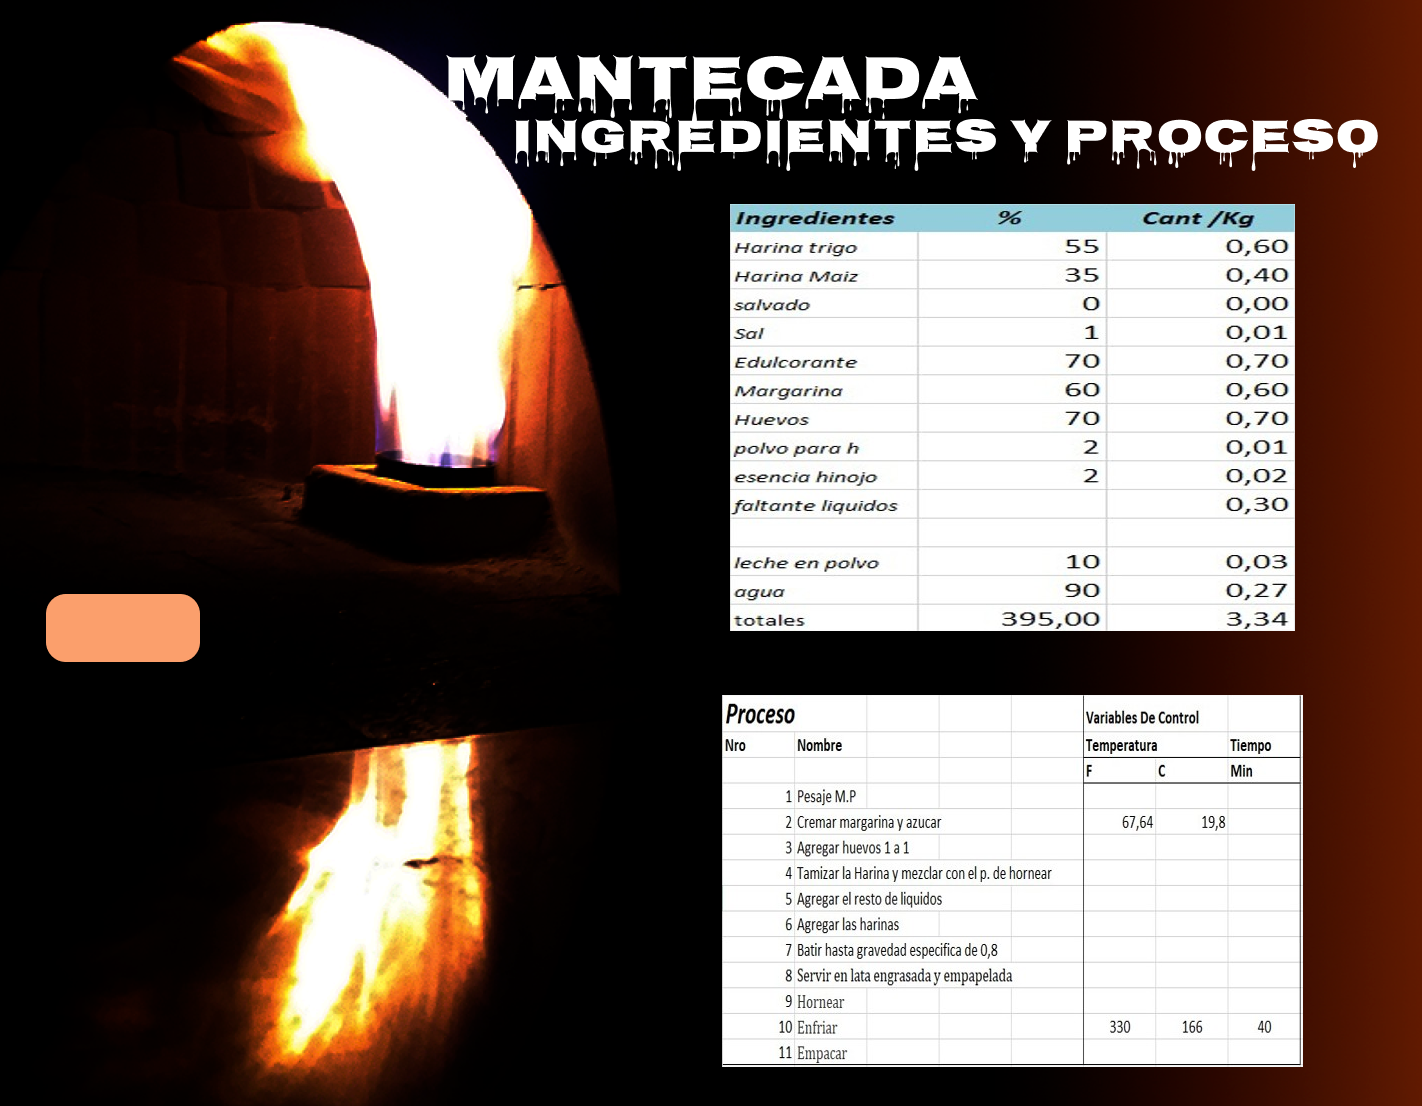 MANTECADA
INGREDIENTES Y PROCESO
Ingredientes % Cant /Kg
Harina trigo 55 0,60
Harina Maiz 35 0,40
salvado 0 0,00
Sal 1 0,01
Edulcorante 70 0,70
Margarina 60 0,60
Huevos 70 0,70
polvo para h 2 0,01
esencia hinojo 2 0,02
faltante liquidos 0,30
leche en polvo 10 0,03
agua 90 0,27
totales 395,00 3,34
Proceso Variables De Control
Nro Nombre Temperatura Tiempo
F C Min
1 Pesaje M.P
2 Cremar margarina y azucar 67,64 19,8
3 Agregar huevos 1 a 1
4 Tamizar la Harina y mezclar con el p. de hornear
5 Agregar el resto de liquidos
6 Agregar las harinas
7 Batir hasta gravedad especifica de 0,8
8 Servir en lata engrasada y empapelada
9 Hornear
10 Enfriar 330 166 40
11 Empacar